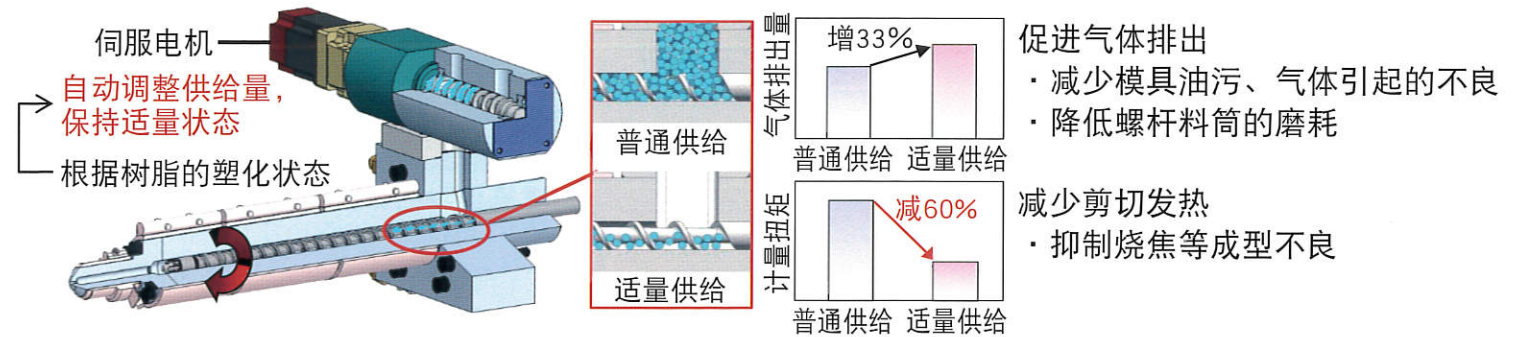 伺服电机
自动调整供给量，
保持适量状态
根据树脂的塑化状态
普通供给
适量供给
气体排出量
增33%
普通供给 适量供给
计量扭矩
减60%
普通供给 适量供给
促进气体排出
·减少模具油污、气体引起的不良
·降低螺杆料筒的磨耗
减少剪切发热
·抑制烧焦等成型不良